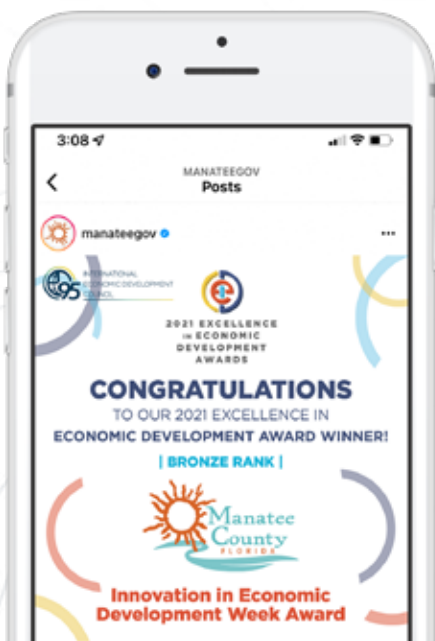 3:08
MANATEEGOV
Posts
manateegov
95
INTERNATIONAL
ECONOMIC DEVELOPMENT
COUNCIL
2021 EXCELLENCE
IN ECONOMIC
DEVELOPMENT
AWARDS
CONGRATULATIONS
TO OUR 2021 EXCELLENCE IN
ECONOMIC DEVELOPMENT AWARD WINNER!
| BRONZE RANK |
Manatee
County
FLORIDA
Innovation in Economic
Development Week Award